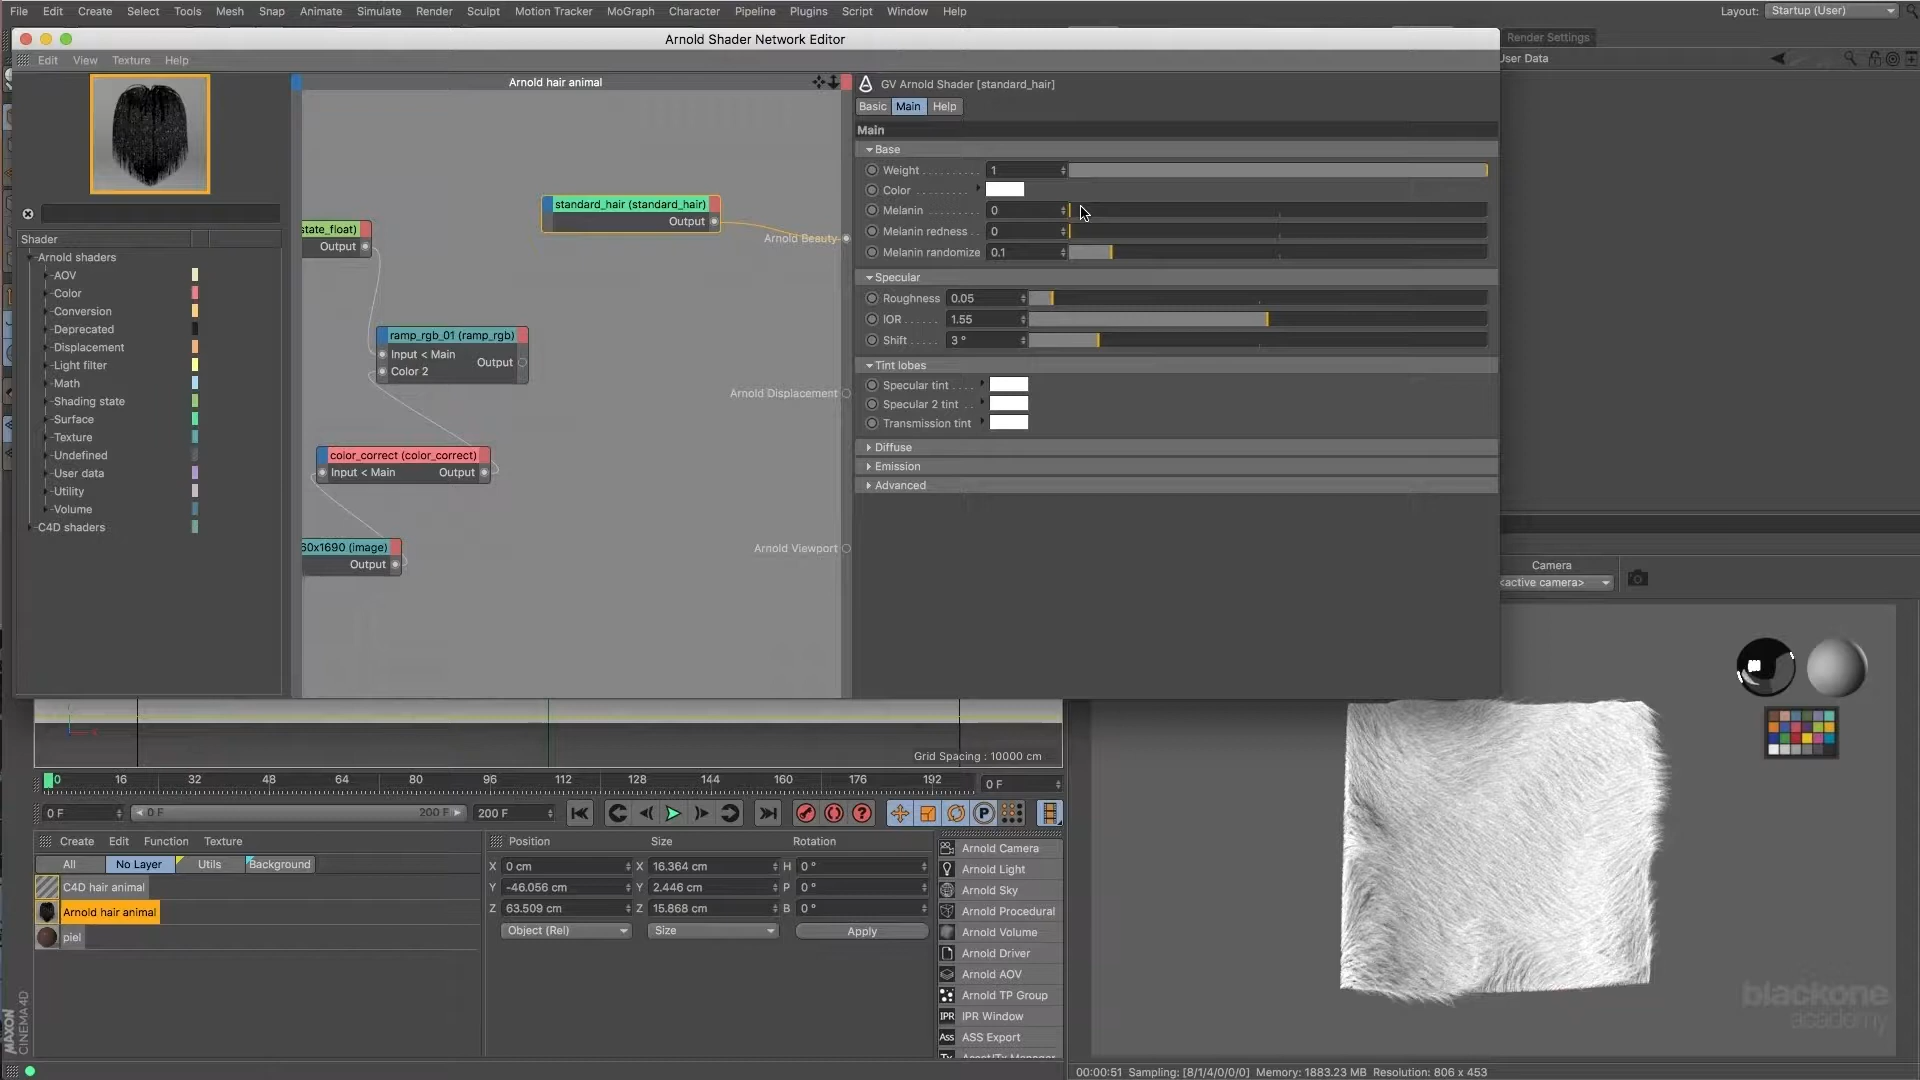 File Edit Create Select Tools Mesh Snap Animate Simulate Render Sculpt Motion Tracker MoGraph Character Pipeline Plugins Script Window Help Layout: Startup (User)
Arnold Shader Network Editor
Render Settings
Edit View Texture Help
User Data
Arnold hair animal
GV Arnold Shader [standard_hair]
Basic Main Help
Main
Base
Weight 1
Color
Melanin 0
Melanin redness 0
Melanin randomize 0.1
Specular
Roughness 0.05
IOR 1.55
Shift 3 °
Tint lobes
Specular tint
Specular 2 tint
Transmission tint
Diffuse
Emission
Advanced
Shader
Arnold shaders
AOV
Color
Conversion
Deprecated
Displacement
Light filter
Math
Shading state
Surface
Texture
Undefined
User data
Utility
Volume
C4D shaders
standard_hair (standard_hair)
Output
Arnold Beauty
state_float)
Output
ramp_rgb_01 (ramp_rgb)
Input < Main
Output
Color 2
Arnold Displacement
color_correct (color_correct)
Input < Main Output
60x1690 (image)
Output
Arnold Viewport
Camera
<active camera>
Grid Spacing : 10000 cm
0 16 32 48 64 80 96 112 128 144 160 176 192 0 F
0 F 0 F 200 F 200 F
Create Edit Function Texture
All No Layer Utils Background
C4D hair animal
Arnold hair animal
piel
Position Size Rotation
X 0 cm X 16.364 cm H 0 °
Y -46.056 cm Y 2.446 cm P 0 °
Z 63.509 cm Z 15.868 cm B 0 °
Object (Rel) Size Apply
Arnold Camera
Arnold Light
Arnold Sky
Arnold Procedural
Arnold Volume
Arnold Driver
Arnold AOV
Arnold TP Group
IPR IPR Window
Ass ASS Export
Tx Asset/Tx Manager
MAXON
CINEMA 4D
blackone
academy
00:00:51 Sampling: [8/1/4/0/0/0] Memory: 1883.23 MB Resolution: 806 x 453